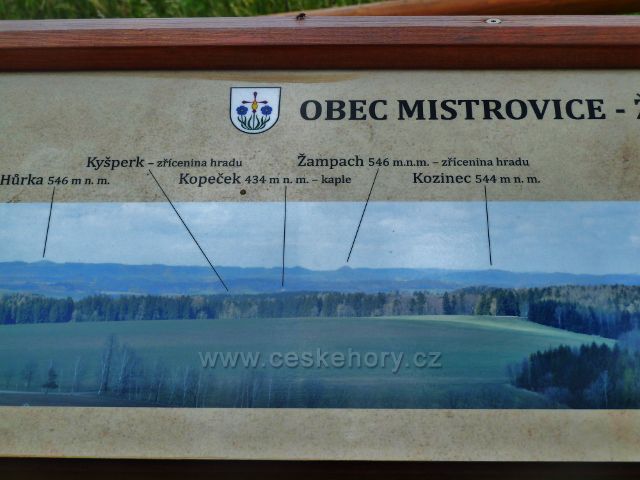 OBEC MISTROVICE - Ž
Kyšperk – zřícenina hradu
Žampach 546 m.n.m. – zřícenina hradu
Hůrka 546 m n. m.
Kopeček 434 m n. m. – kaple
Kozinec 544 m n. m.
www.ceskehory.cz